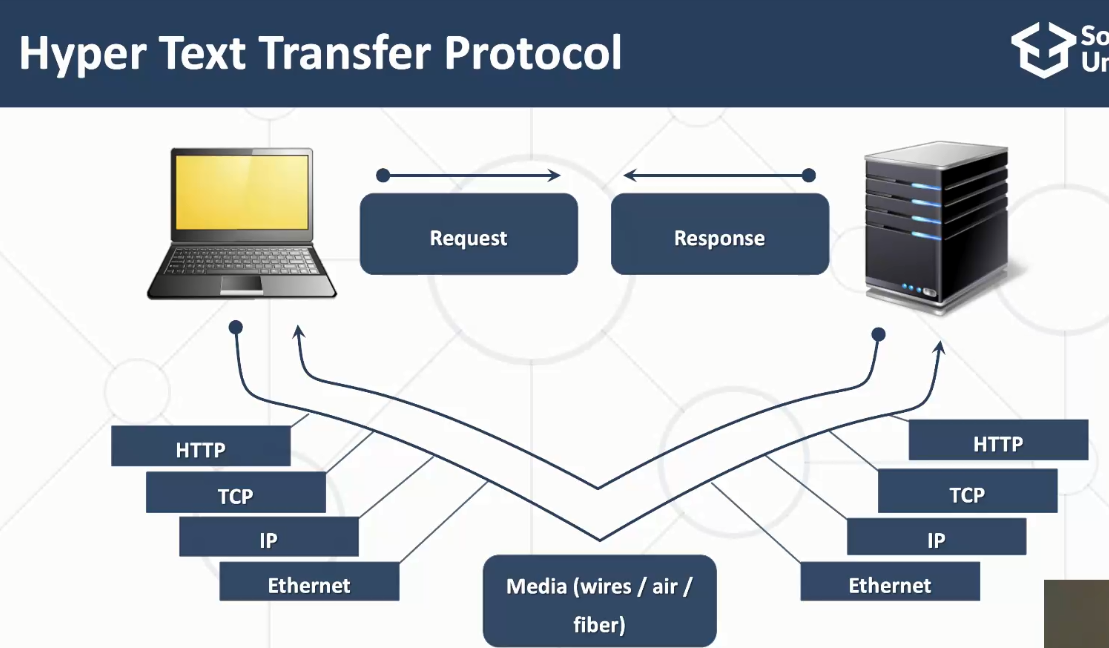 Hyper Text Transfer Protocol
Request
Response
HTTP
TCP
IP
Ethernet
Media (wires / air /
fiber)
HTTP
TCP
IP
Ethernet